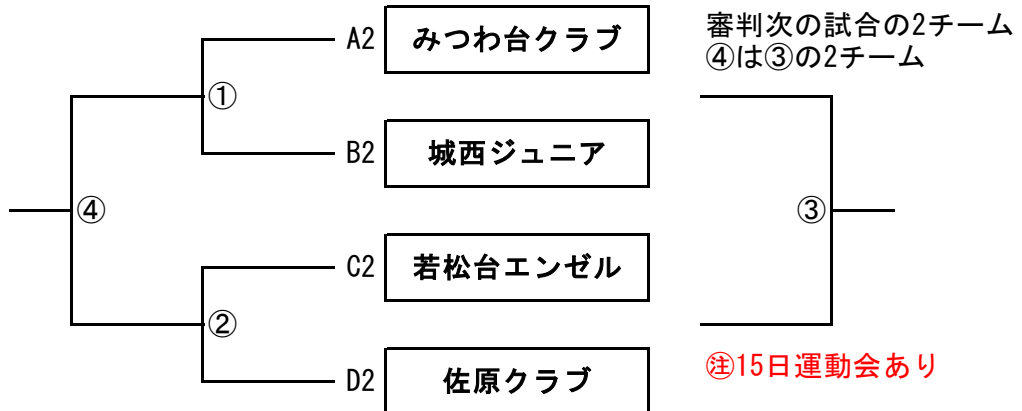 A2 みつわ台クラブ
審判次の試合の2チーム
④は③の2チーム
①
B2 城西ジュニア
④
③
C2 若松台エンゼル
②
㊟15日運動会あり
D2 佐原クラブ